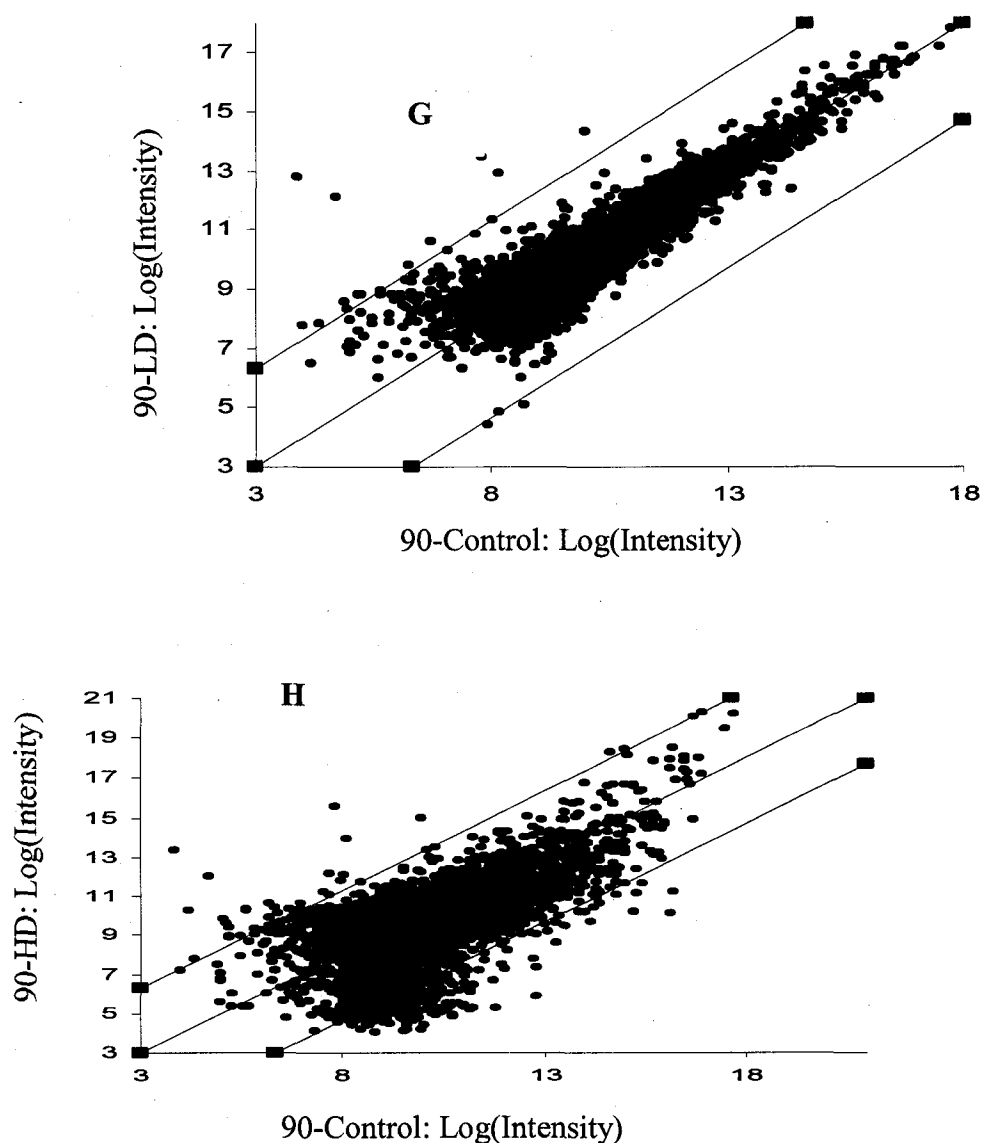 G
90-LD: Log(Intensity)
17
15
13
11
9
7
5
3
3 8 13 18
90-Control: Log(Intensity)
H
90-HD: Log(Intensity)
21
19
17
15
13
11
9
7
5
3
3 8 13 18
90-Control: Log(Intensity)